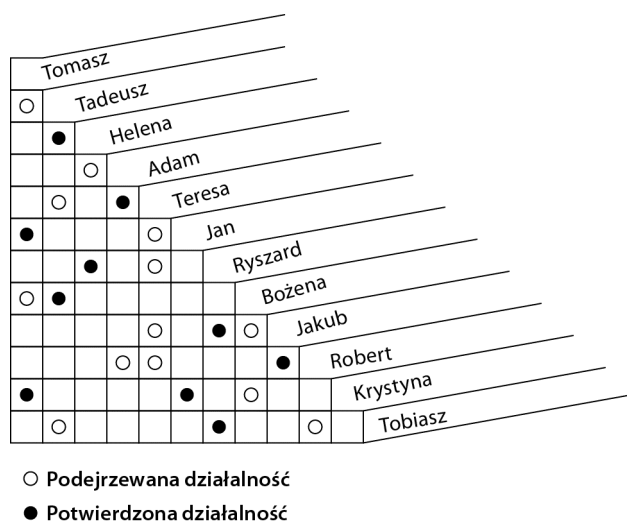 Tomasz
Tadeusz
Helena
Adam
Teresa
Jan
Ryszard
Bożena
Jakub
Robert
Krystyna
Tobiasz
Podejrzewana działalność
Potwierdzona działalność